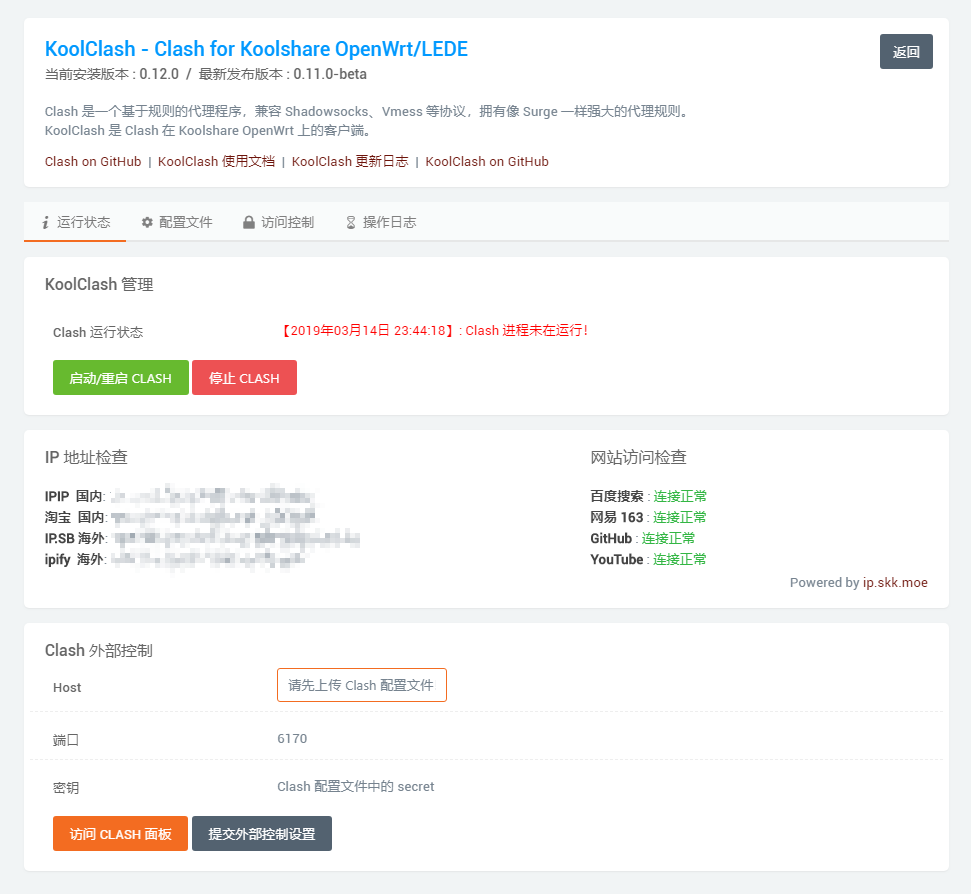 KoolClash - Clash for Koolshare OpenWrt/LEDE
返回
当前安装版本 : 0.12.0 / 最新发布版本 : 0.11.0-beta
Clash 是一个基于规则的代理程序，兼容 Shadowsocks、Vmess 等协议，拥有像 Surge 一样强大的代理规则。
KoolClash 是 Clash 在 Koolshare OpenWrt 上的客户端。
Clash on GitHub | KoolClash 使用文档 | KoolClash 更新日志 | KoolClash on GitHub
运行状态 配置文件 访问控制 操作日志
KoolClash 管理
Clash 运行状态 【2019年03月14日 23:44:18】: Clash 进程未在运行！
启动/重启 CLASH 停止 CLASH
IP 地址检查
IPIP 国内:
淘宝 国内:
IP.SB 海外:
ipify 海外:
网站访问检查
百度搜索 : 连接正常
网易 163 : 连接正常
GitHub : 连接正常
YouTube : 连接正常
Powered by ip.skk.moe
Clash 外部控制
Host 请先上传 Clash 配置文件
端口 6170
密钥 Clash 配置文件中的 secret
访问 CLASH 面板 提交外部控制设置